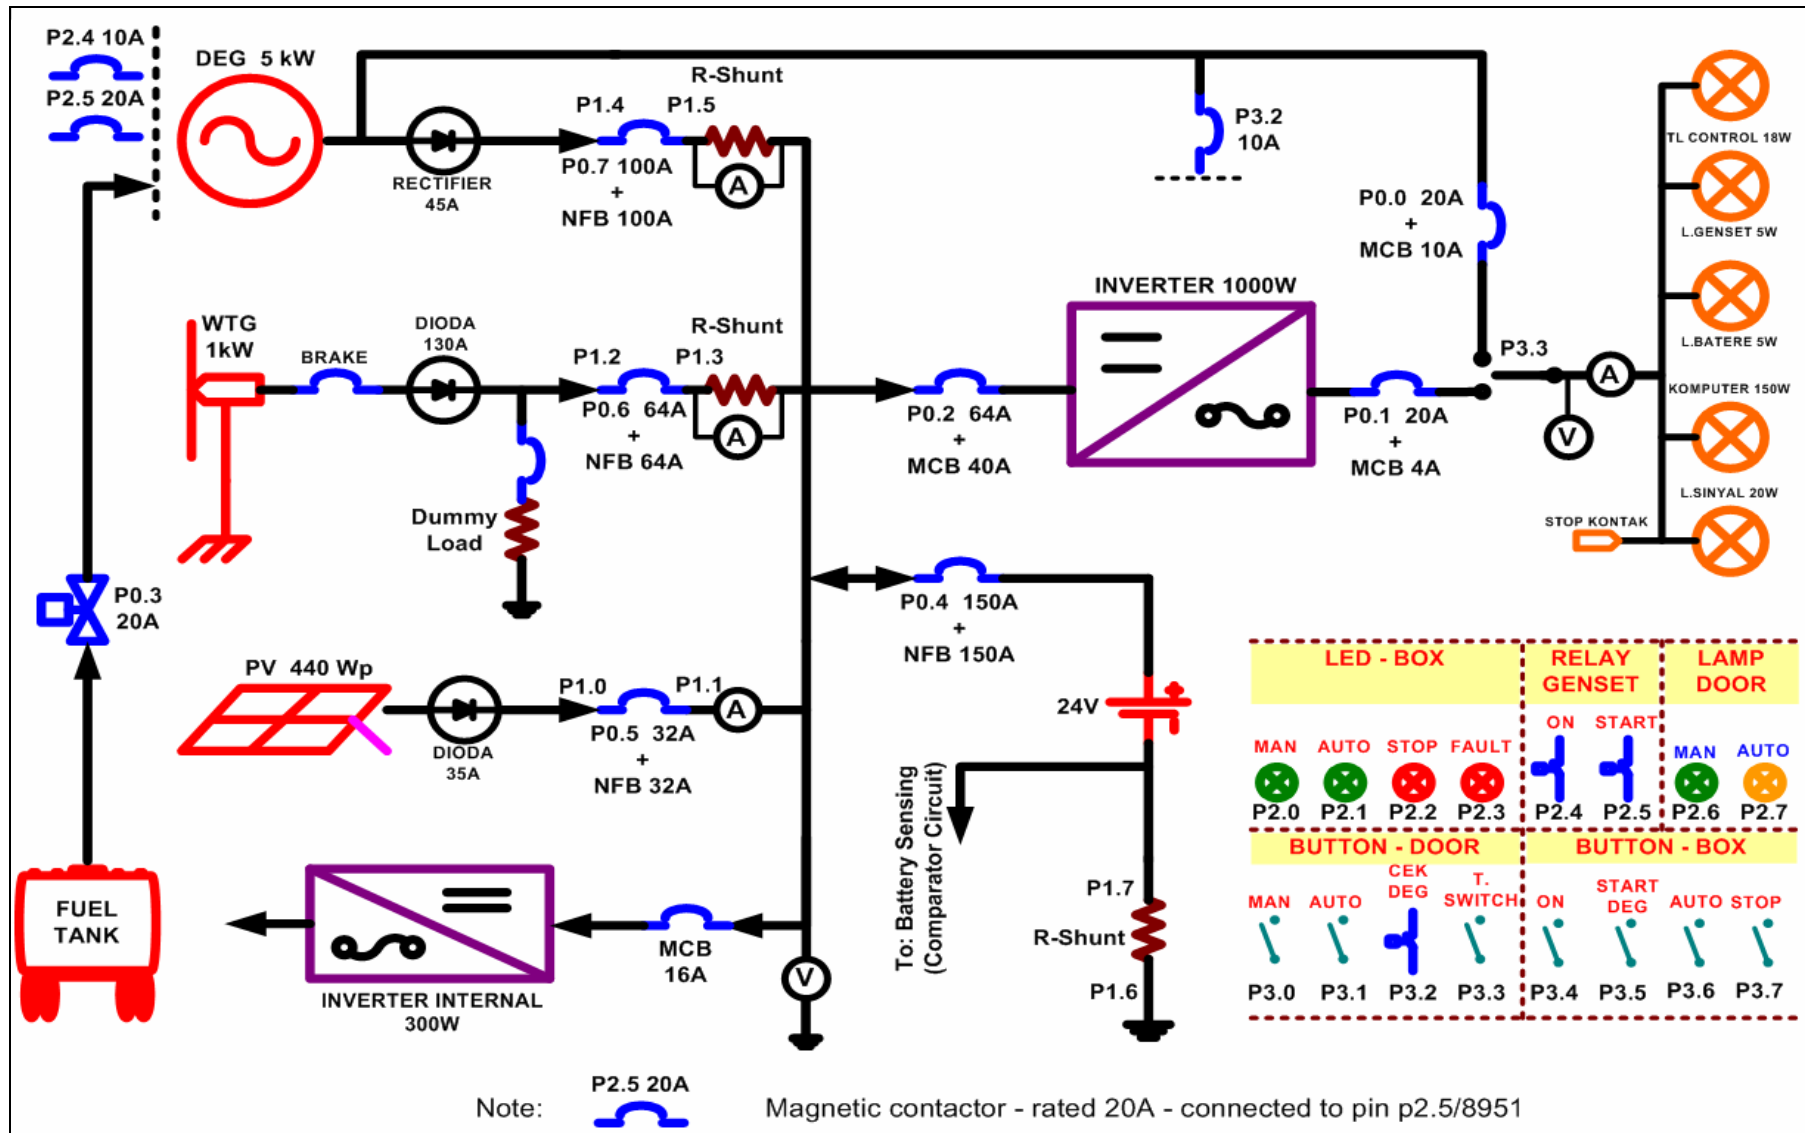 P2.4 10A
P2.5 20A
DEG 5 kW
R-Shunt
P1.4
P1.5
RECTIFIER
45A
P0.7 100A
+
NFB 100A
A
P3.2
10A
P0.0 20A
+
MCB 10A
TL CONTROL 18W
L.GENSET 5W
L.BATERE 5W
KOMPUTER 150W
L.SINYAL 20W
STOP KONTAK
WTG
1kW
BRAKE
DIODA
130A
R-Shunt
P1.2
P1.3
P0.6 64A
+
NFB 64A
A
Dummy
Load
P0.2 64A
+
MCB 40A
INVERTER 1000W
P0.1 20A
+
MCB 4A
P3.3
A
V
P0.3
20A
P0.4 150A
+
NFB 150A
24V
PV 440 Wp
DIODA
35A
P1.0
P1.1
P0.5 32A
+
NFB 32A
A
To: Battery Sensing
(Comparator Circuit)
P1.7
R-Shunt
P1.6
FUEL
TANK
INVERTER INTERNAL
300W
MCB
16A
V
LED - BOX
RELAY
GENSET
LAMP
DOOR
MAN AUTO STOP FAULT
ON START
MAN AUTO
P2.0 P2.1 P2.2 P2.3 P2.4 P2.5 P2.6 P2.7
BUTTON - DOOR
BUTTON - BOX
MAN
AUTO
CEK
DEG
T.
SWITCH
ON
START
DEG
AUTO
STOP
P3.0 P3.1 P3.2 P3.3 P3.4 P3.5 P3.6 P3.7
P2.5 20A
Note:
Magnetic contactor - rated 20A - connected to pin p2.5/8951